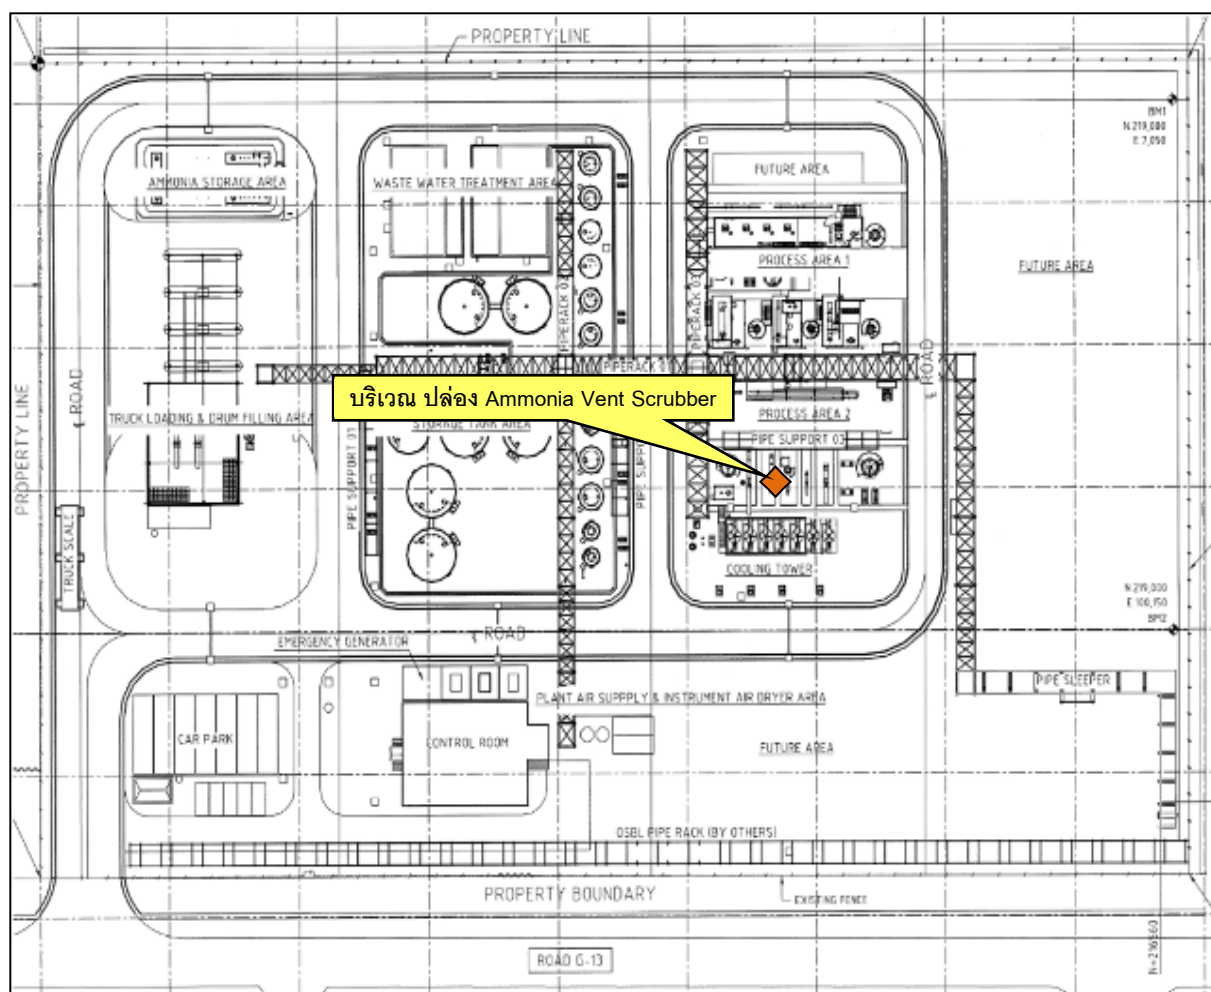 PROPERTY LINE
BM1
N.219,080
E.7,050
FUTURE AREA
AMMONIA STORAGE AREA
WASTE WATER TREATMENT AREA
PROCESS AREA 1
FUTURE AREA
PIPERACK 02
PIPERACK 03
PIPERACK 01
ROAD
ROAD
PROPERTY LINE
บริเวณ ปล่อง Ammonia Vent Scrubber
TRUCK LOADING & DRUM FILLING AREA
STORAGE TANK AREA
PROCESS AREA 2
PIPE SUPPORT 03
PIPE SUPPORT 01
PIPE SUPP
TRUCK SCALE
COOLING TOWER
N.219,000
E.100,150
BM2
ROAD
EMERGENCY GENERATOR
PIPE SLEEPER
PLANT AIR SUPPPLY & INSTRUMENT AIR DRYER AREA
CAR PARK
CONTROL ROOM
FUTURE AREA
OSBL PIPE RACK (BY OTHERS)
PROPERTY BOUNDARY
EXISTING FENCE
ROAD G-13